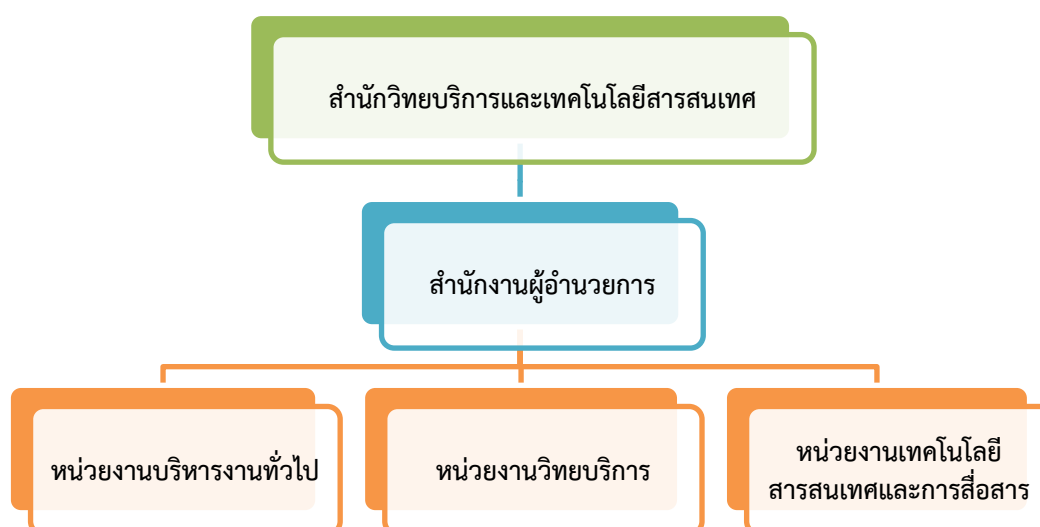 สำนักวิทยบริการและเทคโนโลยีสารสนเทศ
สำนักงานผู้อำนวยการ
หน่วยงานบริหารงานทั่วไป
หน่วยงานวิทยบริการ
หน่วยงานเทคโนโลยี
สารสนเทศและการสื่อสาร